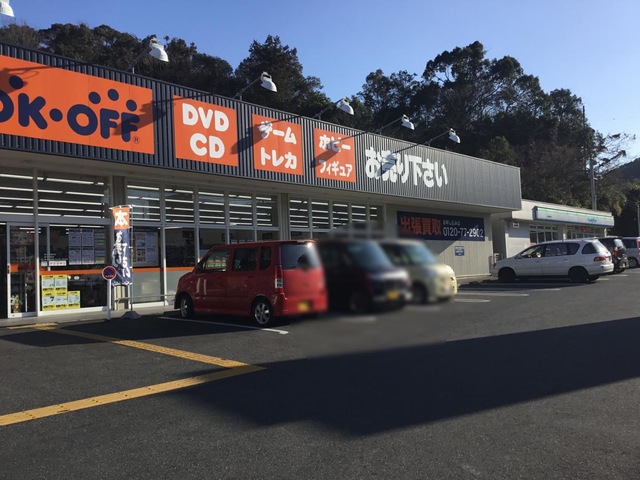 OK・OFF
DVD
CD
ゲーム
トレカ
ホビー
フィギュア
お売り下さい
出張買取
0120-72-2902
本